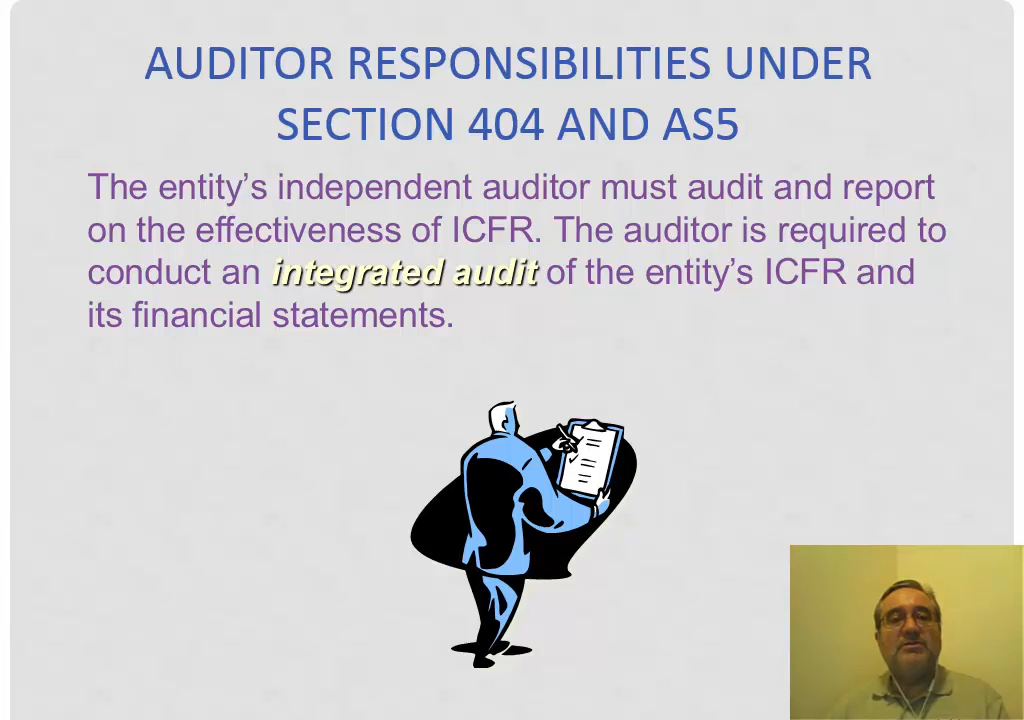 AUDITOR RESPONSIBILITIES UNDER
SECTION 404 AND AS5
The entity’s independent auditor must audit and report
on the effectiveness of ICFR. The auditor is required to
conduct an integrated audit of the entity’s ICFR and
its financial statements.